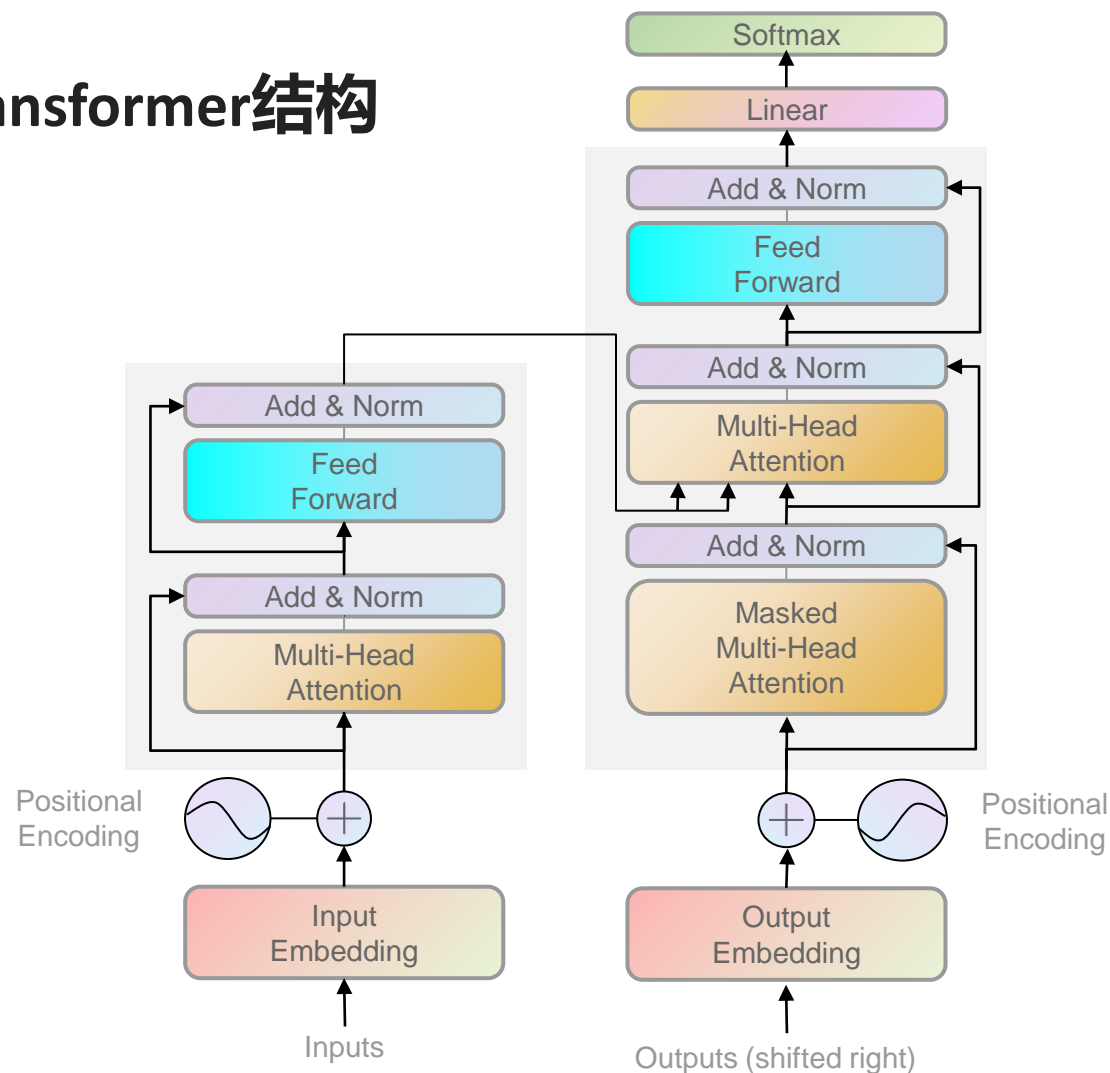 ansformer结构
Softmax
Linear
Add & Norm
Feed
Forward
Add & Norm
Multi-Head
Attention
Add & Norm
Masked
Multi-Head
Attention
Add & Norm
Feed
Forward
Add & Norm
Multi-Head
Attention
Positional
Encoding
Positional
Encoding
Input
Embedding
Output
Embedding
Inputs
Outputs (shifted right)